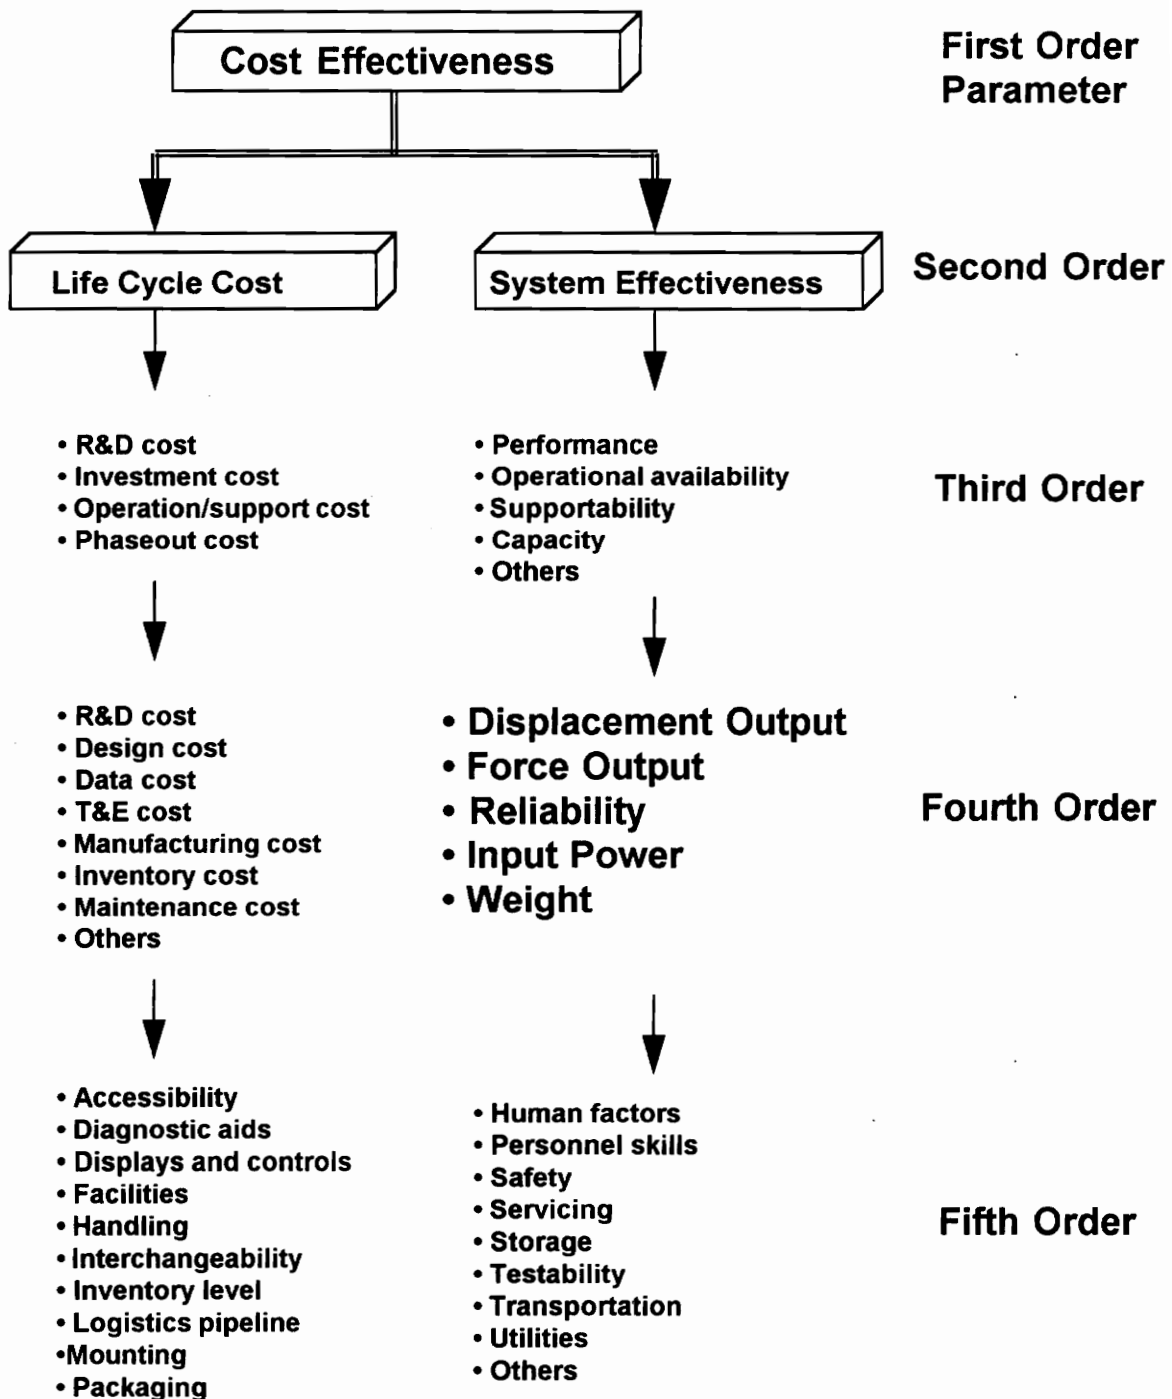 Cost Effectiveness
First Order
Parameter
Life Cycle Cost
System Effectiveness
Second Order
• R&D cost
• Investment cost
• Operation/support cost
• Phaseout cost
• Performance
• Operational availability
• Supportability
• Capacity
• Others
Third Order
• R&D cost
• Design cost
• Data cost
• T&E cost
• Manufacturing cost
• Inventory cost
• Maintenance cost
• Others
• Displacement Output
• Force Output
• Reliability
• Input Power
• Weight
Fourth Order
• Accessibility
• Diagnostic aids
• Displays and controls
• Facilities
• Handling
• Interchangeability
• Inventory level
• Logistics pipeline
•Mounting
• Packaging
• Human factors
• Personnel skills
• Safety
• Servicing
• Storage
• Testability
• Transportation
• Utilities
• Others
Fifth Order